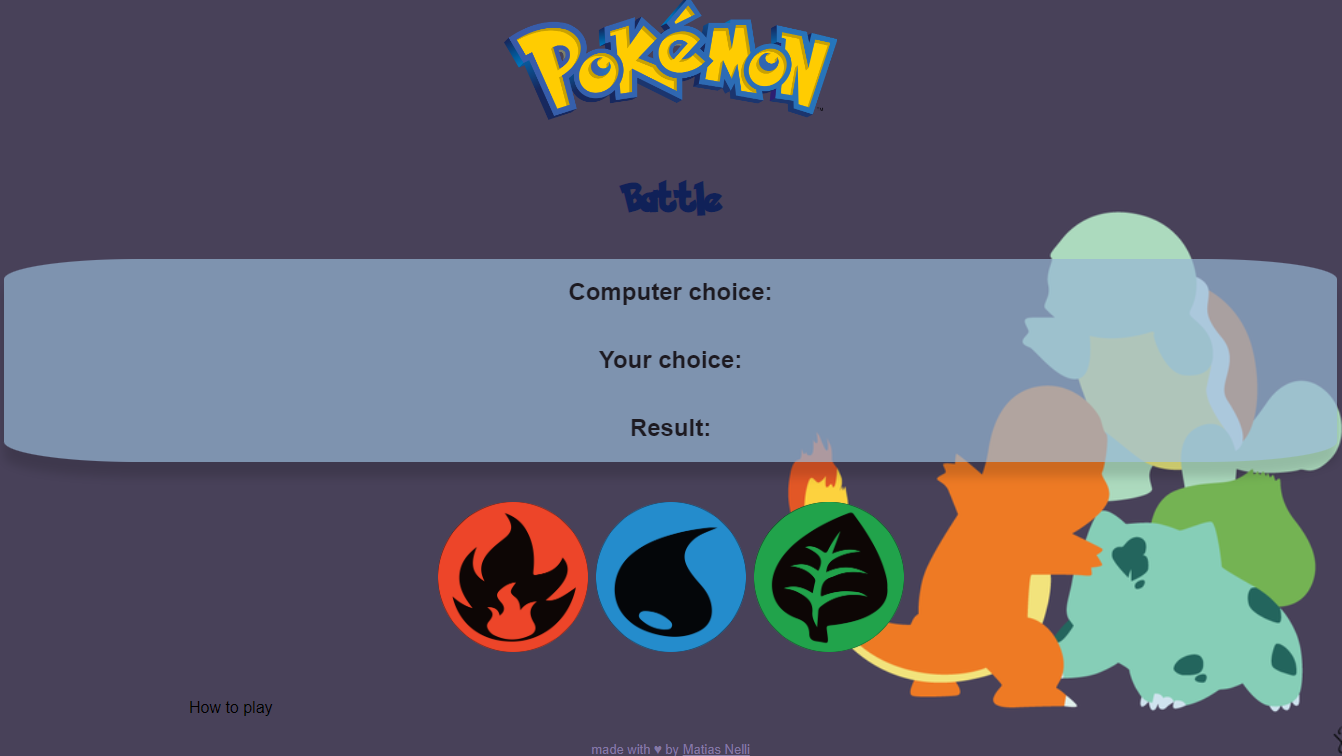 POKéMON
Battle
Computer choice:
Your choice:
Result:
How to play
made with ♥ by Matias Nelli